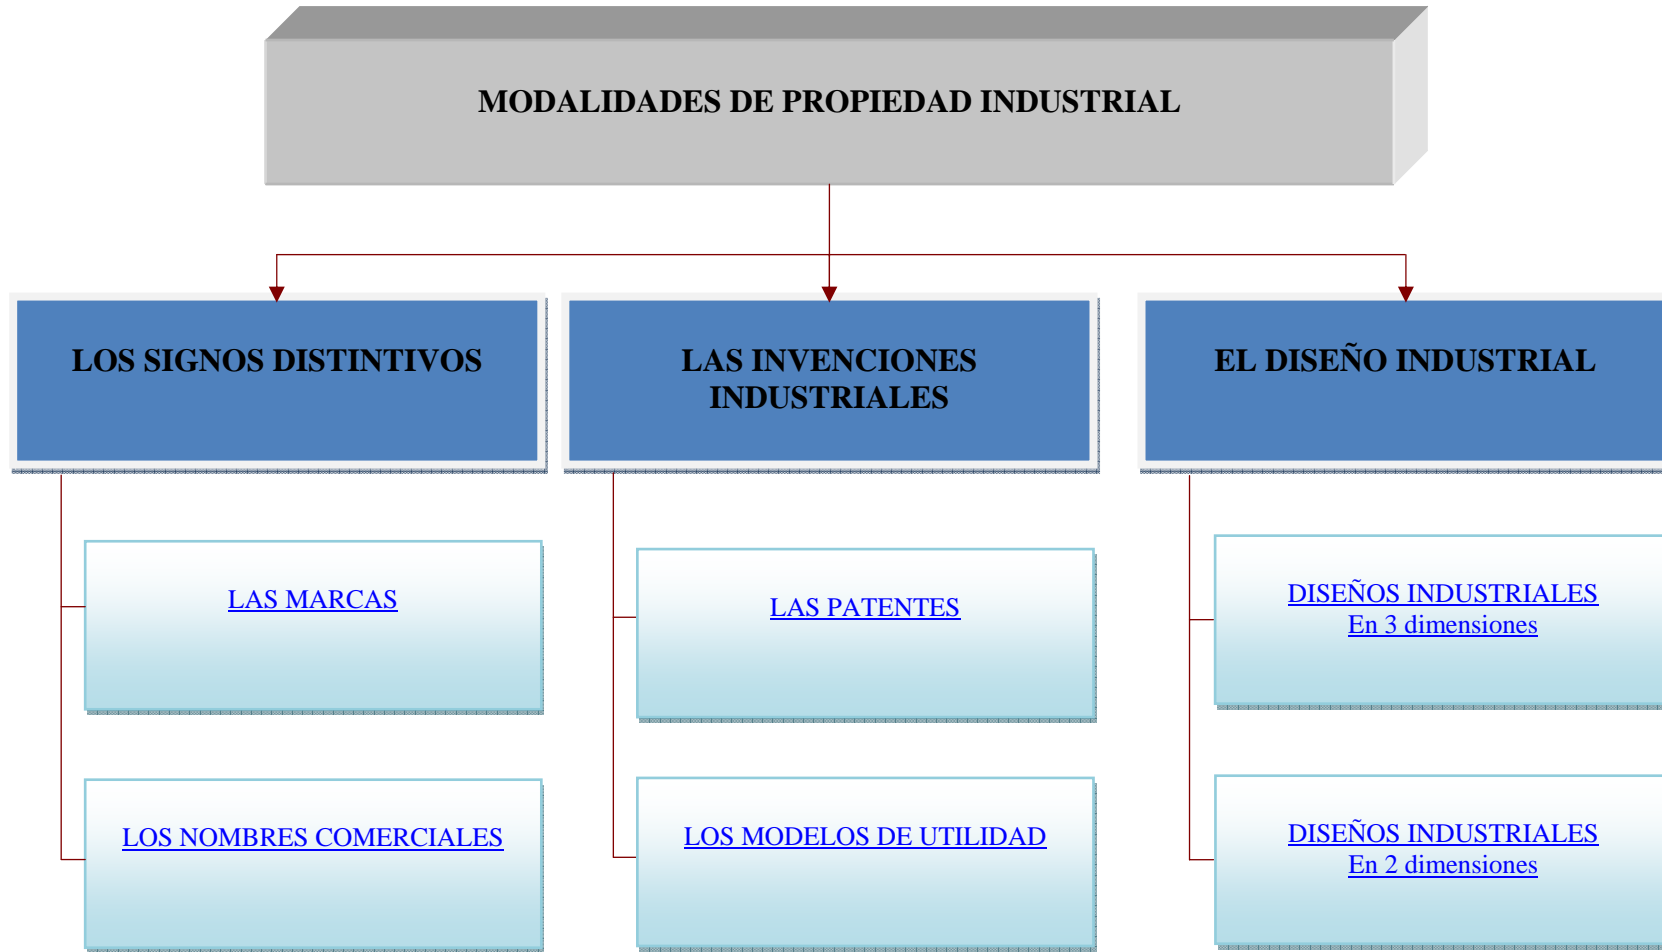 MODALIDADES DE PROPIEDAD INDUSTRIAL
LOS SIGNOS DISTINTIVOS
LAS INVENCIONES
INDUSTRIALES
EL DISEÑO INDUSTRIAL
LAS MARCAS
LAS PATENTES
DISEÑOS INDUSTRIALES
En 3 dimensiones
LOS NOMBRES COMERCIALES
LOS MODELOS DE UTILIDAD
DISEÑOS INDUSTRIALES
En 2 dimensiones